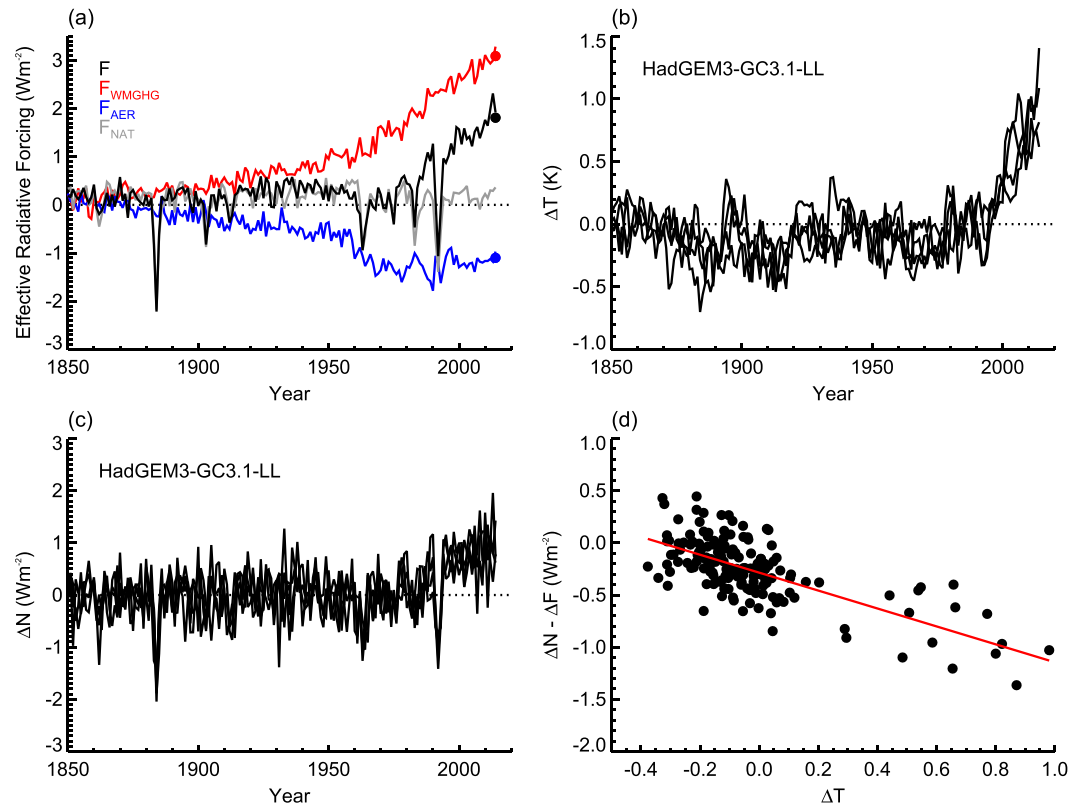 (a)
Effective Radiative Forcing (Wm-2)
3
2
1
0
-1
-2
-3
F
FWMGHG
FAER
FNAT
1850
1900
1950
2000
Year
(b)
HadGEM3-GC3.1-LL
ΔT (K)
1.0
0.5
0.0
-0.5
-1.0
1850
1900
1950
2000
Year
(c)
HadGEM3-GC3.1-LL
ΔN (Wm-2)
3
2
1
0
-1
-2
-3
1850
1900
1950
2000
Year
(d)
ΔN - ΔF (Wm-2)
1.0
0.5
0.0
-0.5
-1.0
-1.5
-2.0
-0.4
-0.2
0.0
0.2
0.4
0.6
0.8
1.0
ΔT